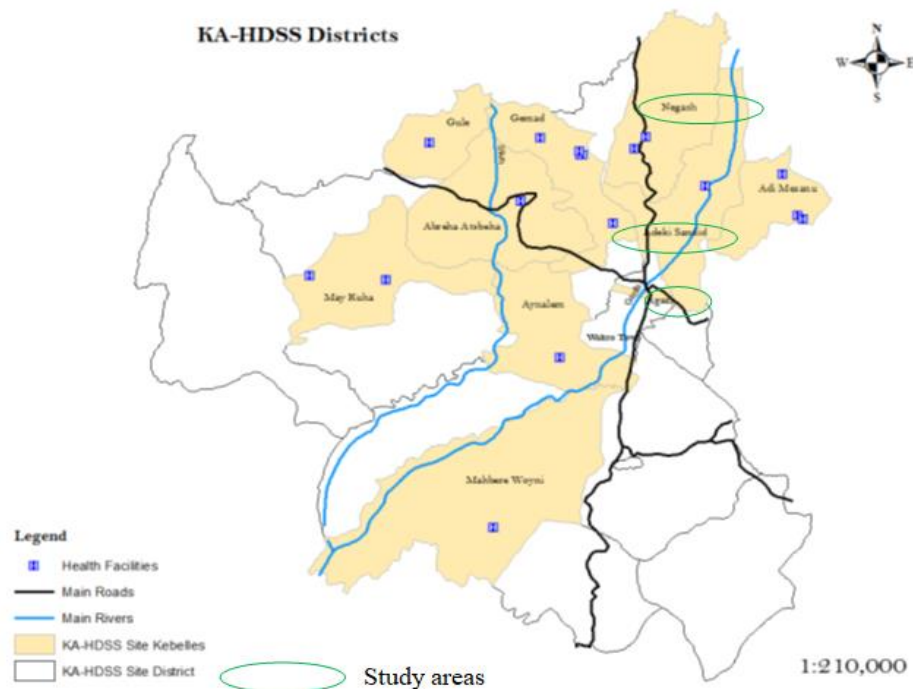 KA-HDSS Districts
N
W E
S
Negash
Gule
Gemad
Adi Mesanu
Abreha Atsbeha
May Kuha
Aynalem
Mahbere Weyni
Legend
H Health Facilities
Main Roads
Main Rivers
KA-HDSS Site Kebelles
KA-HDSS Site District
Study areas
1:210,000